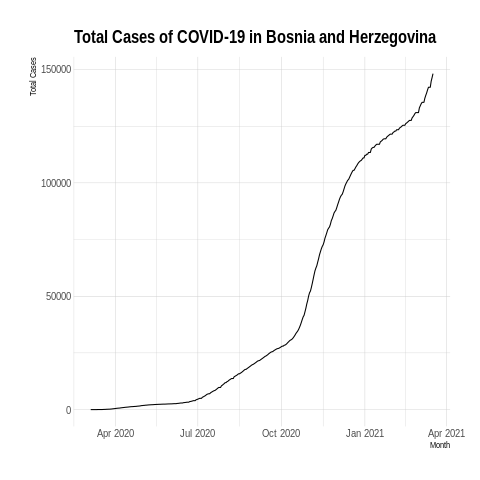 Total Cases of COVID-19 in Bosnia and Herzegovina
Total Cases
150000
100000
50000
0
Apr 2020 Jul 2020 Oct 2020 Jan 2021 Apr 2021
Month